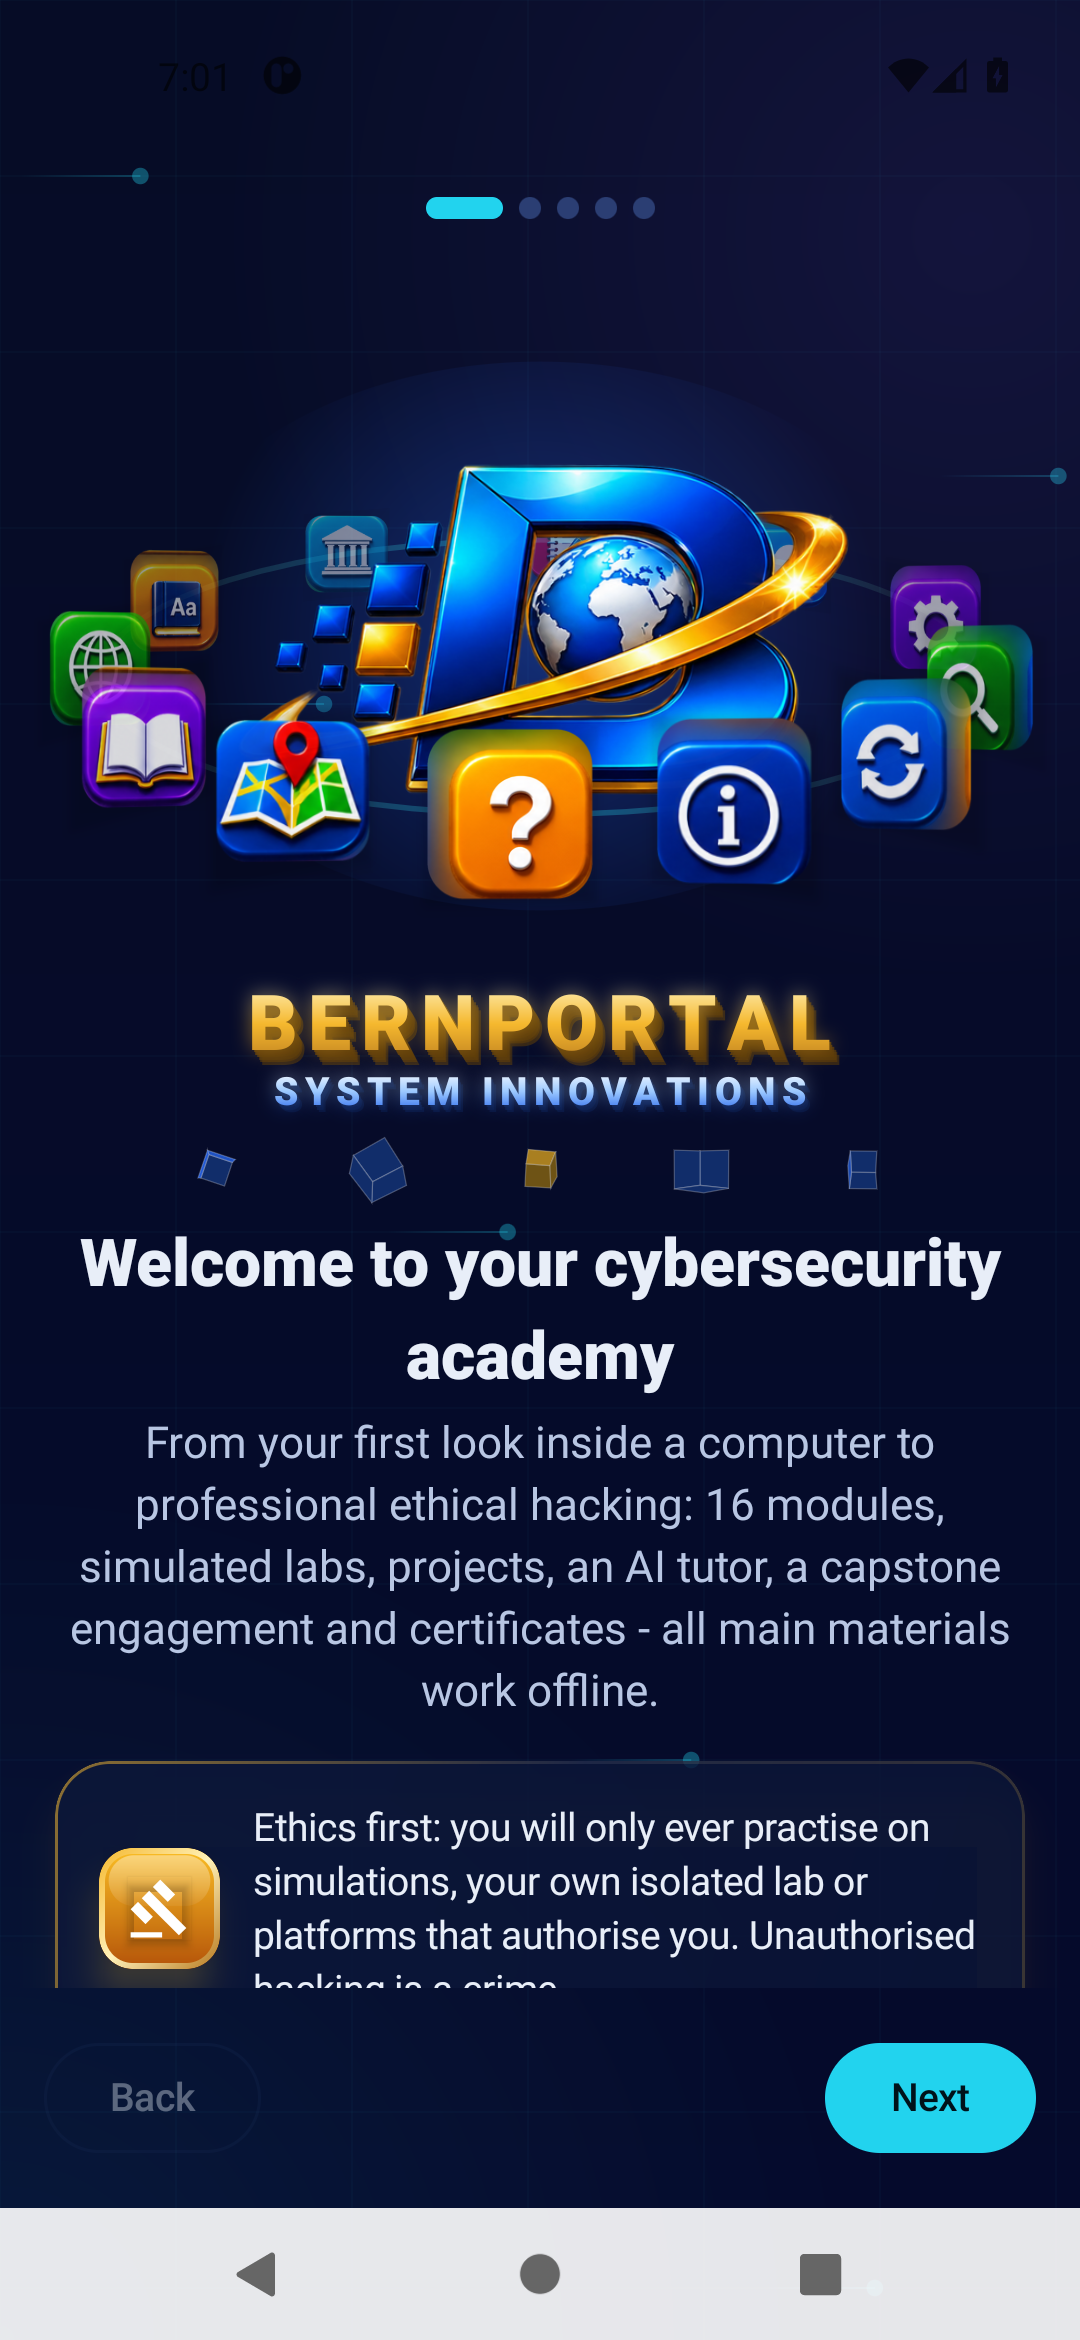 7:01
Aa
BERNPORTAL
SYSTEM INNOVATIONS
Welcome to your cybersecurity
academy
From your first look inside a computer to
professional ethical hacking: 16 modules,
simulated labs, projects, an AI tutor, a capstone
engagement and certificates - all main materials
work offline.
Ethics first: you will only ever practise on
simulations, your own isolated lab or
platforms that authorise you. Unauthorised
hacking is a crime
Back
Next